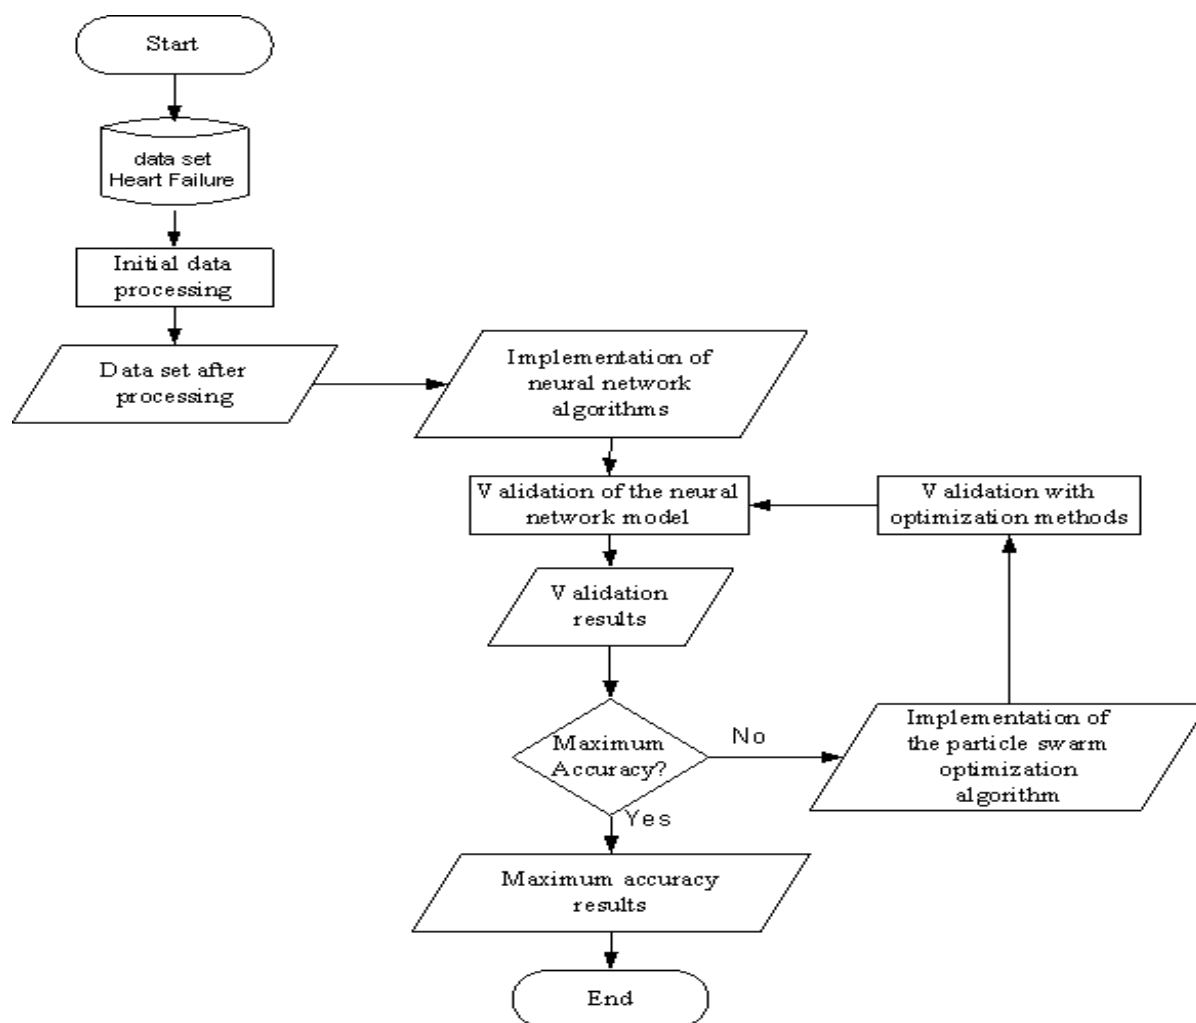 Start
data set
Heart Failure
Initial data
processing
Data set after
processing
Implementation of
neural network
algorithms
Validation of the neural
network model
Validation with
optimization methods
Validation
results
Maximum
Accuracy?
No
Implementation of
the particle swarm
optimization
algorithm
Yes
Maximum accuracy
results
End